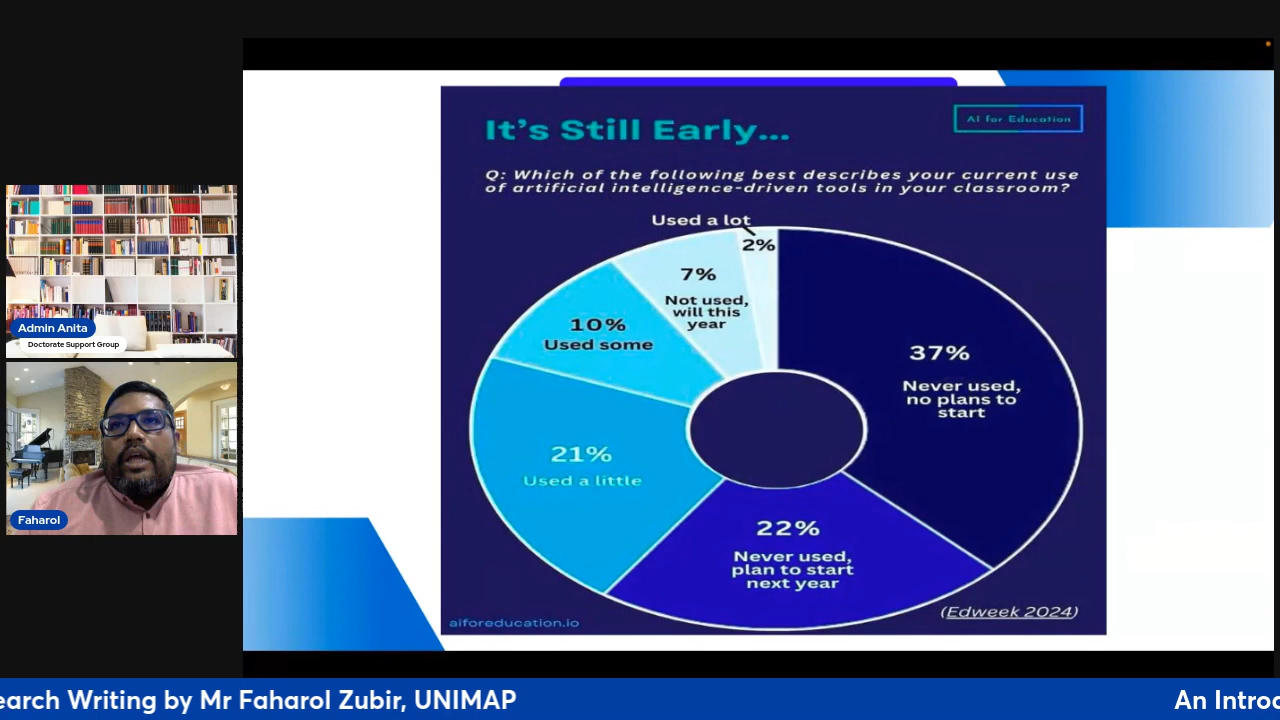 Admin Anita
Doctorate Support Group
Faharol
It's Still Early...
AI for Education
Q: Which of the following best describes your current use
of artificial intelligence-driven tools in your classroom?
Used a lot
2%
7%
Not used,
will this
year
10%
Used some
37%
Never used,
no plans to
start
21%
Used a little
22%
Never used,
plan to start
next year
(Edweek 2024)
aiforeducation.io
earch Writing by Mr Faharol Zubir, UNIMAP
An Introd